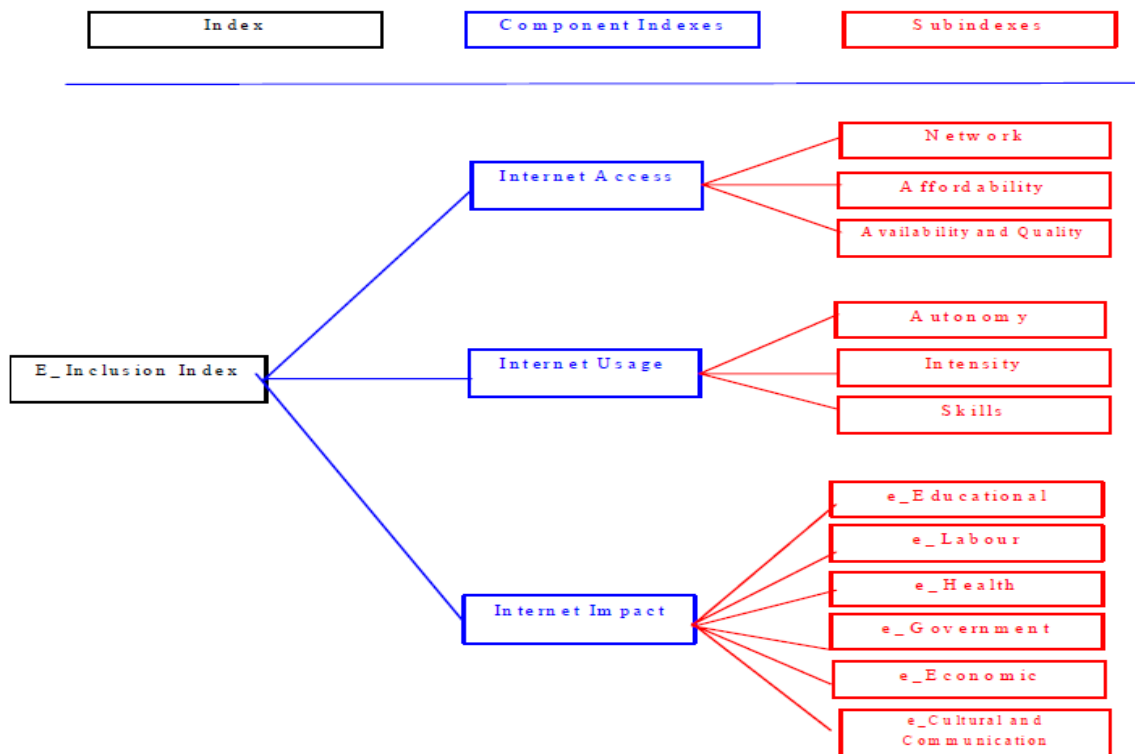 Index
Component Indexes
Subindexes
Network
Internet Access
Affordability
Availability and Quality
Autonomy
E_Inclusion Index
Internet Usage
Intensity
Skills
e_Educational
e_Labour
e_Health
Internet Impact
e_Government
e_Economic
e_Cultural and
Communication